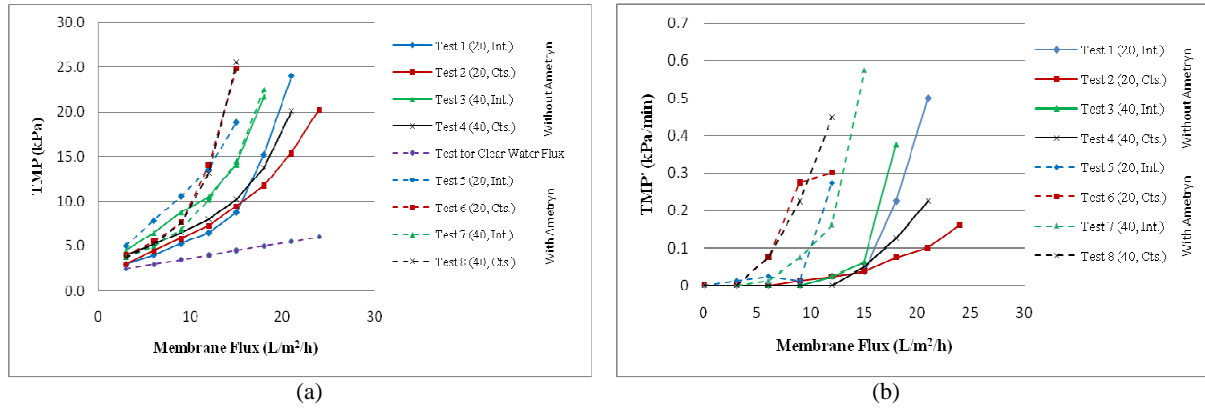 30.0
25.0
20.0
15.0
10.0
5.0
0.0
TMP (kPa)
0 10 20 30
Membrane Flux (L/m²/h)
Test 1 (20, Int.)
Test 2 (20, Cts.)
Test 3 (40, Int.)
Test 4 (40, Cts.)
Test for Clear Water Flux
Test 5 (20, Int.)
Test 6 (20, Cts.)
Test 7 (40, Int.)
Test 8 (40, Cts.)
Without Ametryn
With Ametryn
(a)
0.7
0.6
0.5
0.4
0.3
0.2
0.1
0
TMP' (kPa/min)
0 5 10 15 20 25 30
Membrane Flux (L/m²/h)
Test 1 (20, Int.)
Test 2 (20, Cts.)
Test 3 (40, Int.)
Test 4 (40, Cts.)
Test 5 (20, Int.)
Test 6 (20, Cts.)
Test 7 (40, Int.)
Test 8 (40, Cts.)
Without Ametryn
With Ametryn
(b)